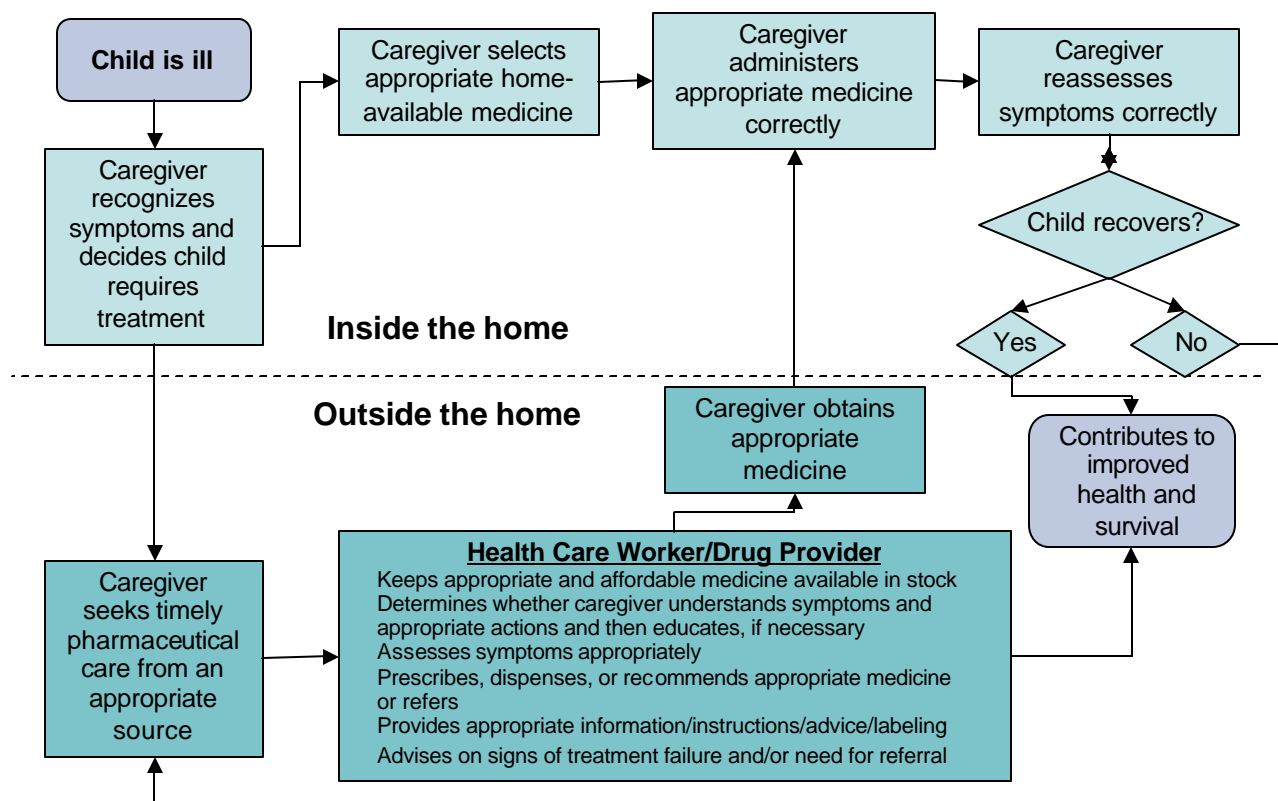 Child is ill
Caregiver selects
appropriate home-
available medicine
Caregiver
administers
appropriate medicine
correctly
Caregiver
reassesses
symptoms correctly
Caregiver
recognizes
symptoms and
decides child
requires
treatment
Child recovers?
Yes
No
Inside the home
Outside the home
Caregiver obtains
appropriate
medicine
Contributes to
improved
health and
survival
Caregiver
seeks timely
pharmaceutical
care from an
appropriate
source
Health Care Worker/Drug Provider
Keeps appropriate and affordable medicine available in stock
Determines whether caregiver understands symptoms and
appropriate actions and then educates, if necessary
Assesses symptoms appropriately
Prescribes, dispenses, or recommends appropriate medicine
or refers
Provides appropriate information/instructions/advice/labeling
Advises on signs of treatment failure and/or need for referral